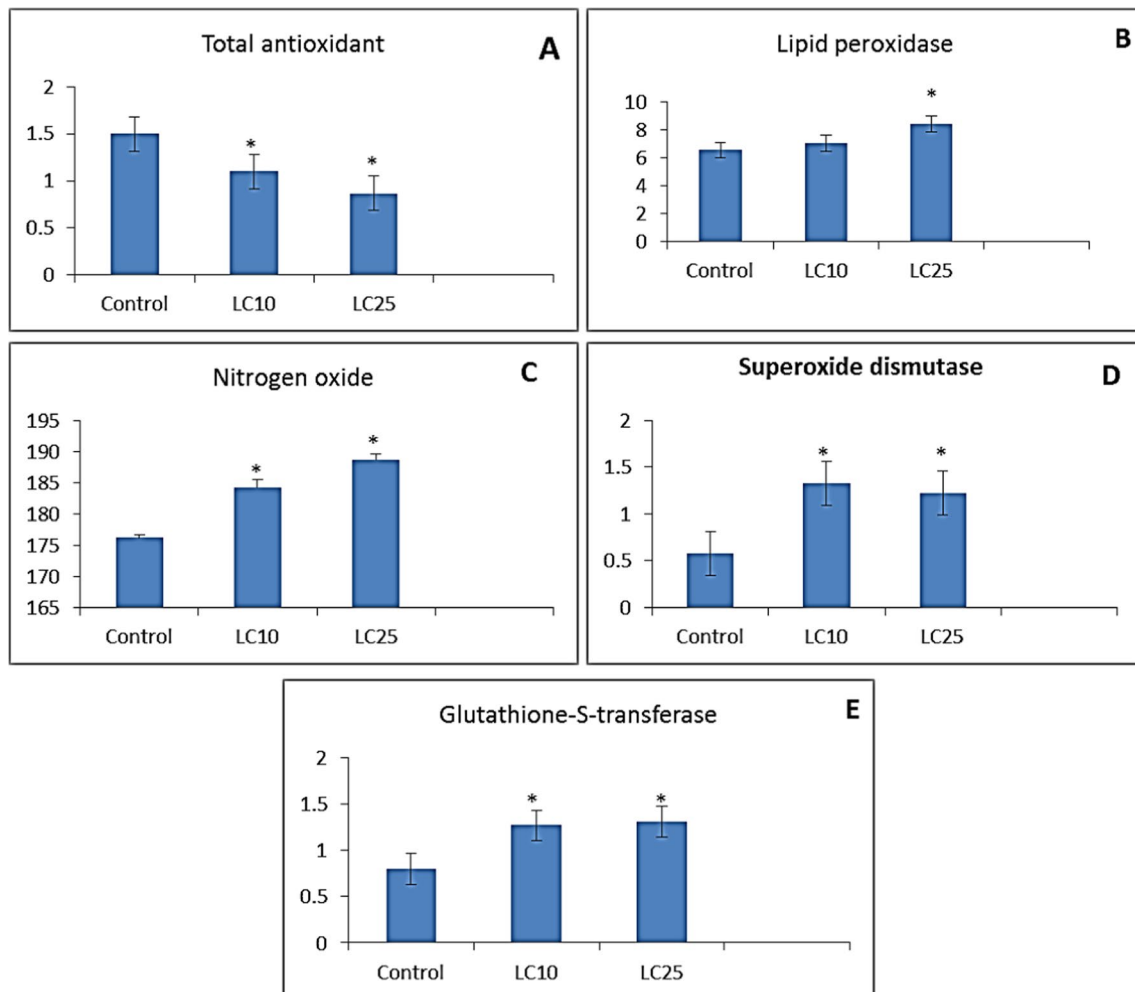 Total antioxidant
A
2
1.5
1
0.5
0
*
*
Control LC10 LC25
Lipid peroxidase
B
10
8
6
4
2
0
*
Control LC10 LC25
Nitrogen oxide
C
195
190
185
180
175
170
165
*
*
Control LC10 LC25
Superoxide dismutase
D
2
1.5
1
0.5
0
*
*
Control LC10 LC25
Glutathione-S-transferase
E
2
1.5
1
0.5
0
*
*
Control LC10 LC25